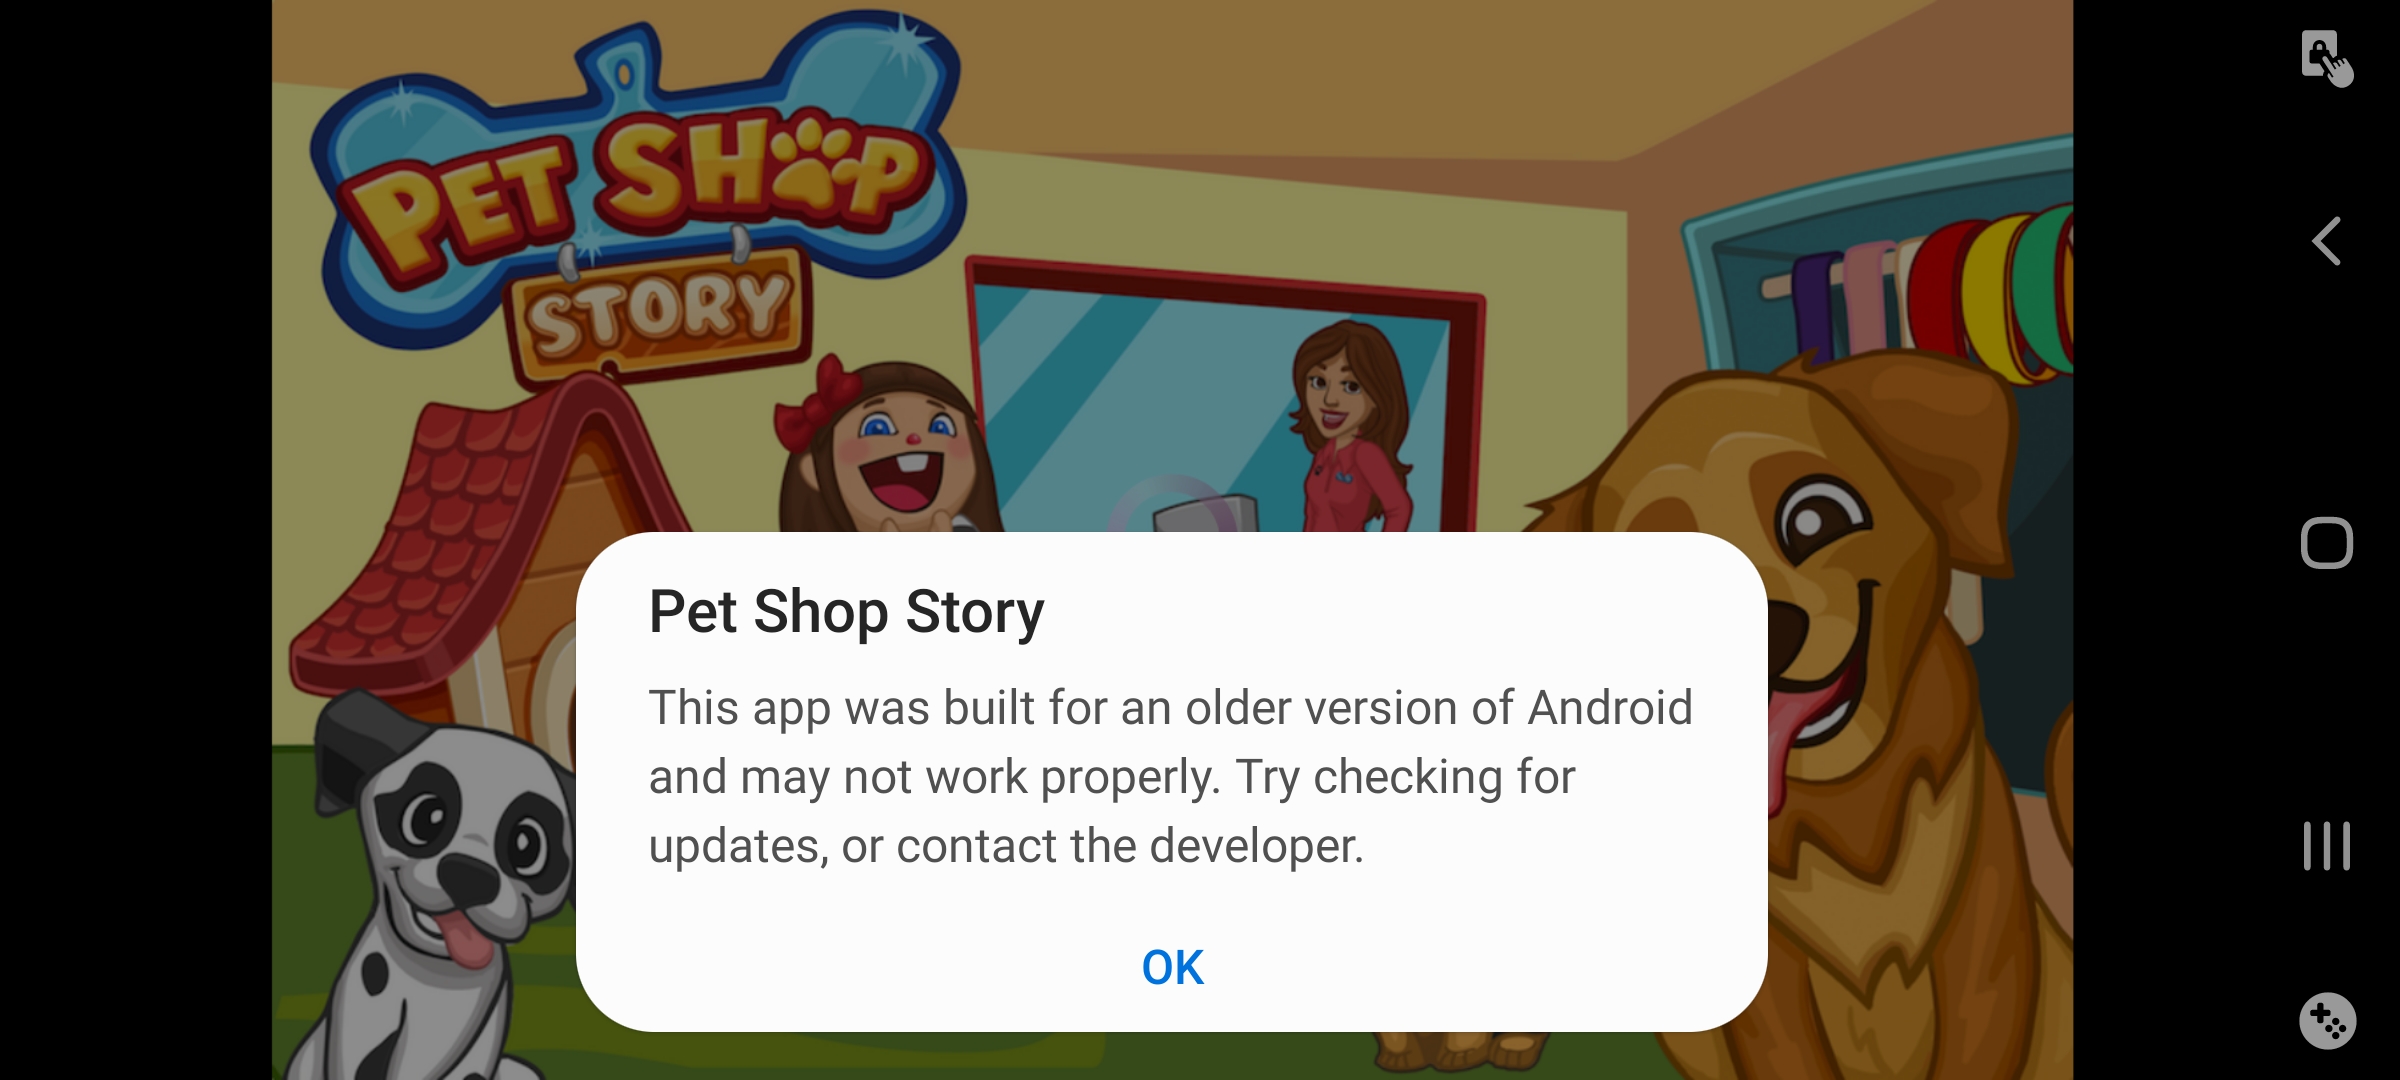 PET SHOP
STORY
Pet Shop Story
This app was built for an older version of Android
and may not work properly. Try checking for
updates, or contact the developer.
OK